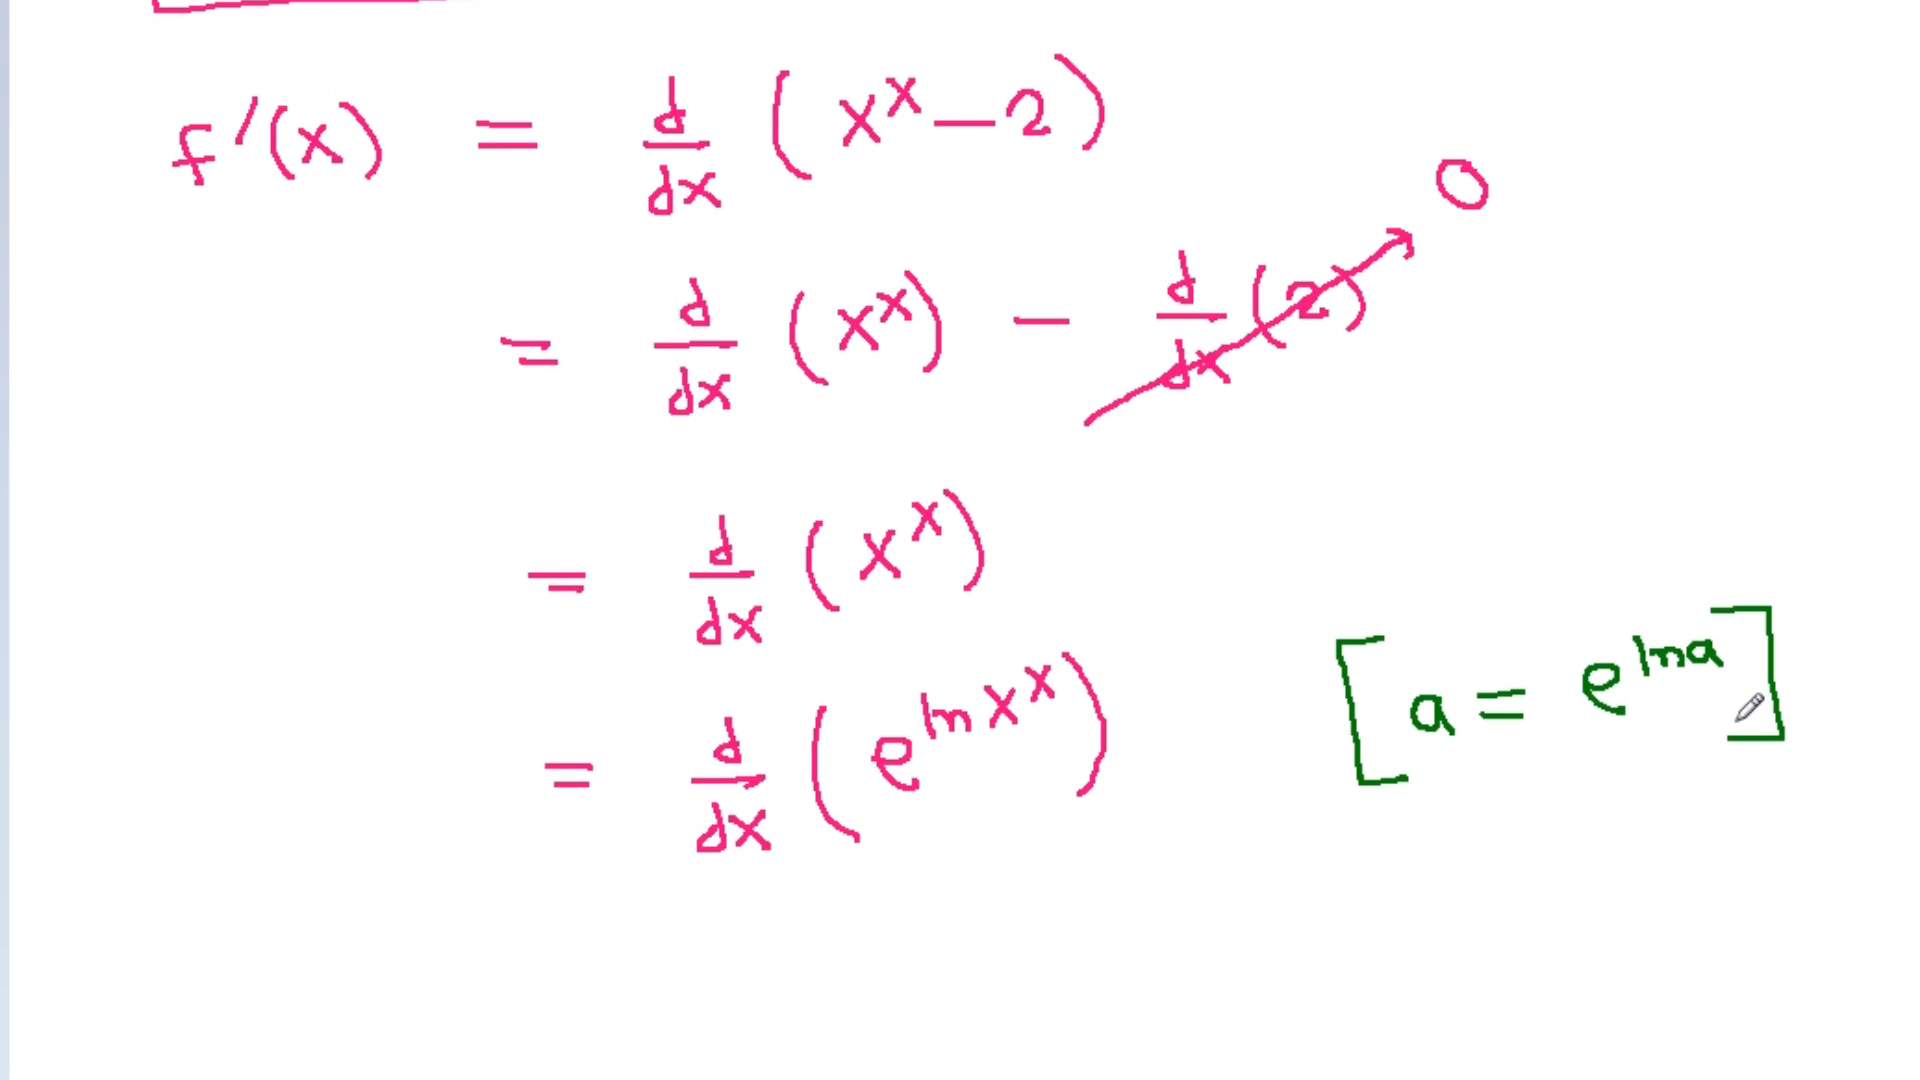 f'(x) = d/dx (x^x - 2)
= d/dx (x^x) - d/dx (2) → 0
= d/dx (x^x)
= d/dx (e^(ln x^x)) [a = e^(ln a)]